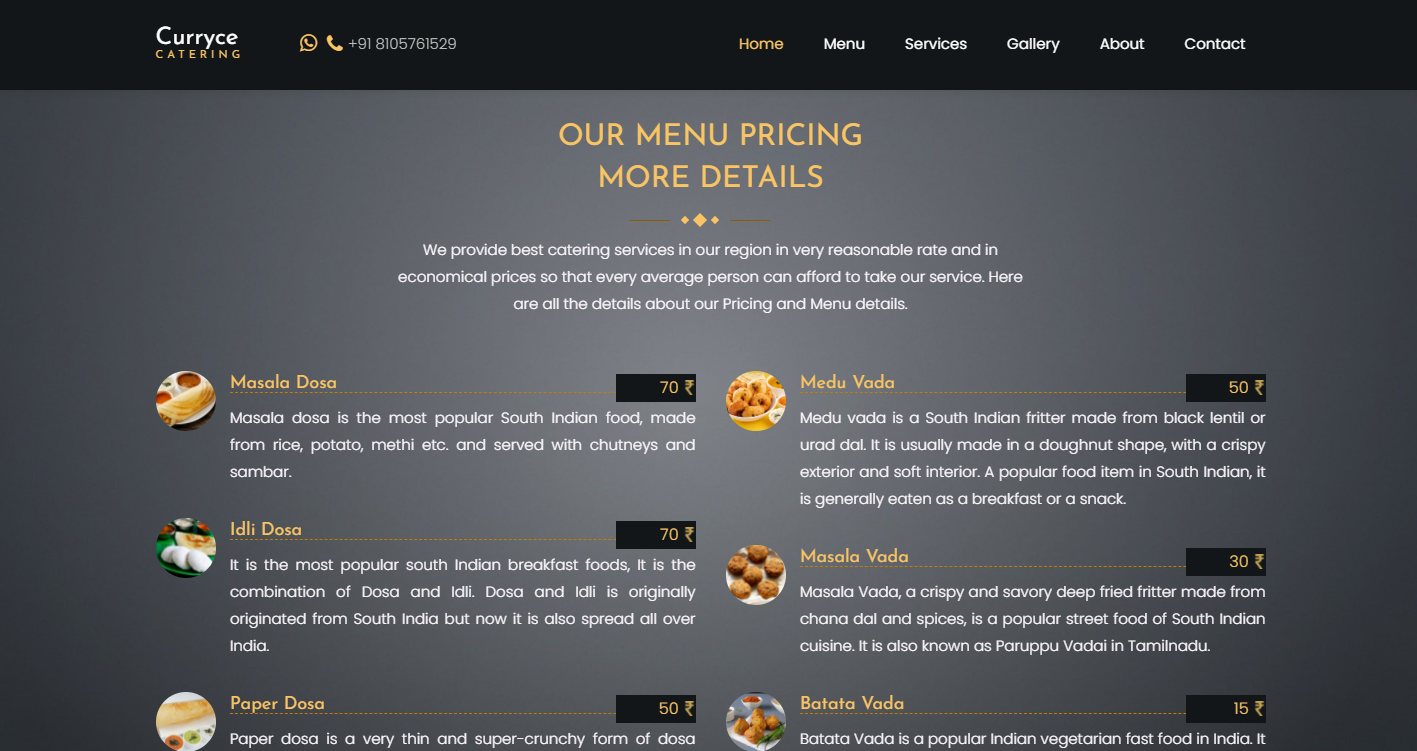 Curryce
CATERING
+91 8105761529
Home Menu Services Gallery About Contact
OUR MENU PRICING
MORE DETAILS
We provide best catering services in our region in very reasonable rate and in
economical prices so that every average person can afford to take our service. Here
are all the details about our Pricing and Menu details.
Masala Dosa 70 ₹
Masala dosa is the most popular South Indian food, made
from rice, potato, methi etc. and served with chutneys and
sambar.
Idli Dosa 70 ₹
It is the most popular south Indian breakfast foods, It is the
combination of Dosa and Idli. Dosa and Idli is originally
originated from South India but now it is also spread all over
India.
Paper Dosa 50 ₹
Paper dosa is a very thin and super-crunchy form of dosa
Medu Vada 50 ₹
Medu vada is a South Indian fritter made from black lentil or
urad dal. It is usually made in a doughnut shape, with a crispy
exterior and soft interior. A popular food item in South Indian, it
is generally eaten as a breakfast or a snack.
Masala Vada 30 ₹
Masala Vada, a crispy and savory deep fried fritter made from
chana dal and spices, is a popular street food of South Indian
cuisine. It is also known as Paruppu Vadai in Tamilnadu.
Batata Vada 15 ₹
Batata Vada is a popular Indian vegetarian fast food in India. It